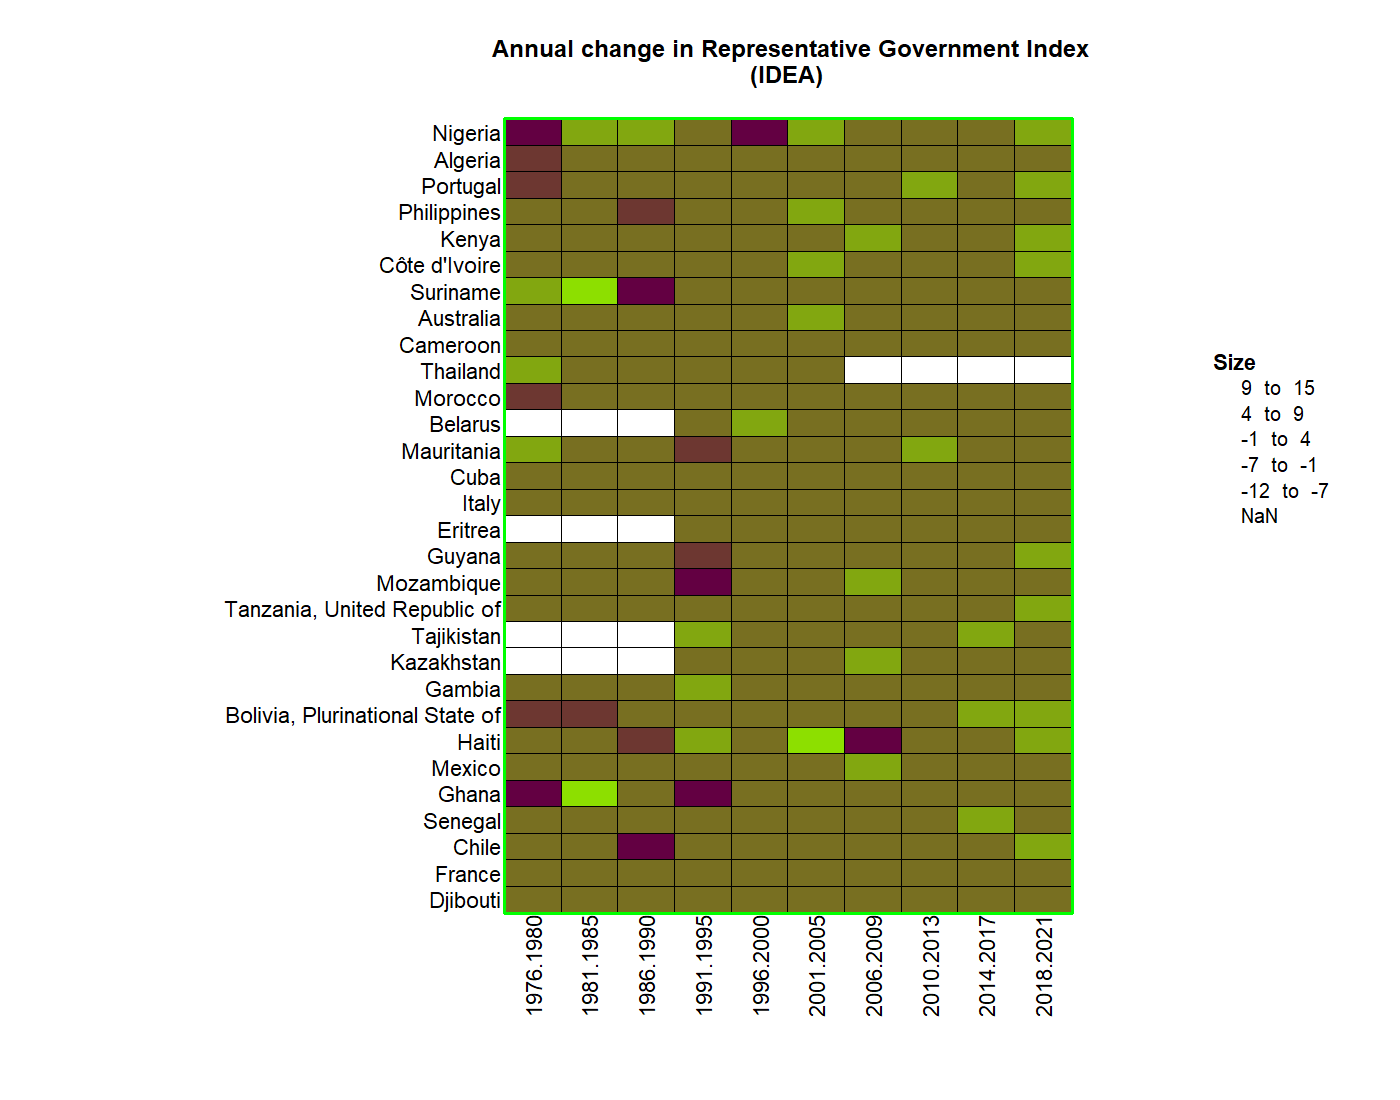 Annual change in Representative Government Index
(IDEA)
Nigeria
Algeria
Portugal
Philippines
Kenya
Côte d'Ivoire
Suriname
Australia
Cameroon
Thailand
Morocco
Belarus
Mauritania
Cuba
Italy
Eritrea
Guyana
Mozambique
Tanzania, United Republic of
Tajikistan
Kazakhstan
Gambia
Bolivia, Plurinational State of
Haiti
Mexico
Ghana
Senegal
Chile
France
Djibouti
1976.1980
1981.1985
1986.1990
1991.1995
1996.2000
2001.2005
2006.2009
2010.2013
2014.2017
2018.2021
Size
9 to 15
4 to 9
-1 to 4
-7 to -1
-12 to -7
NaN